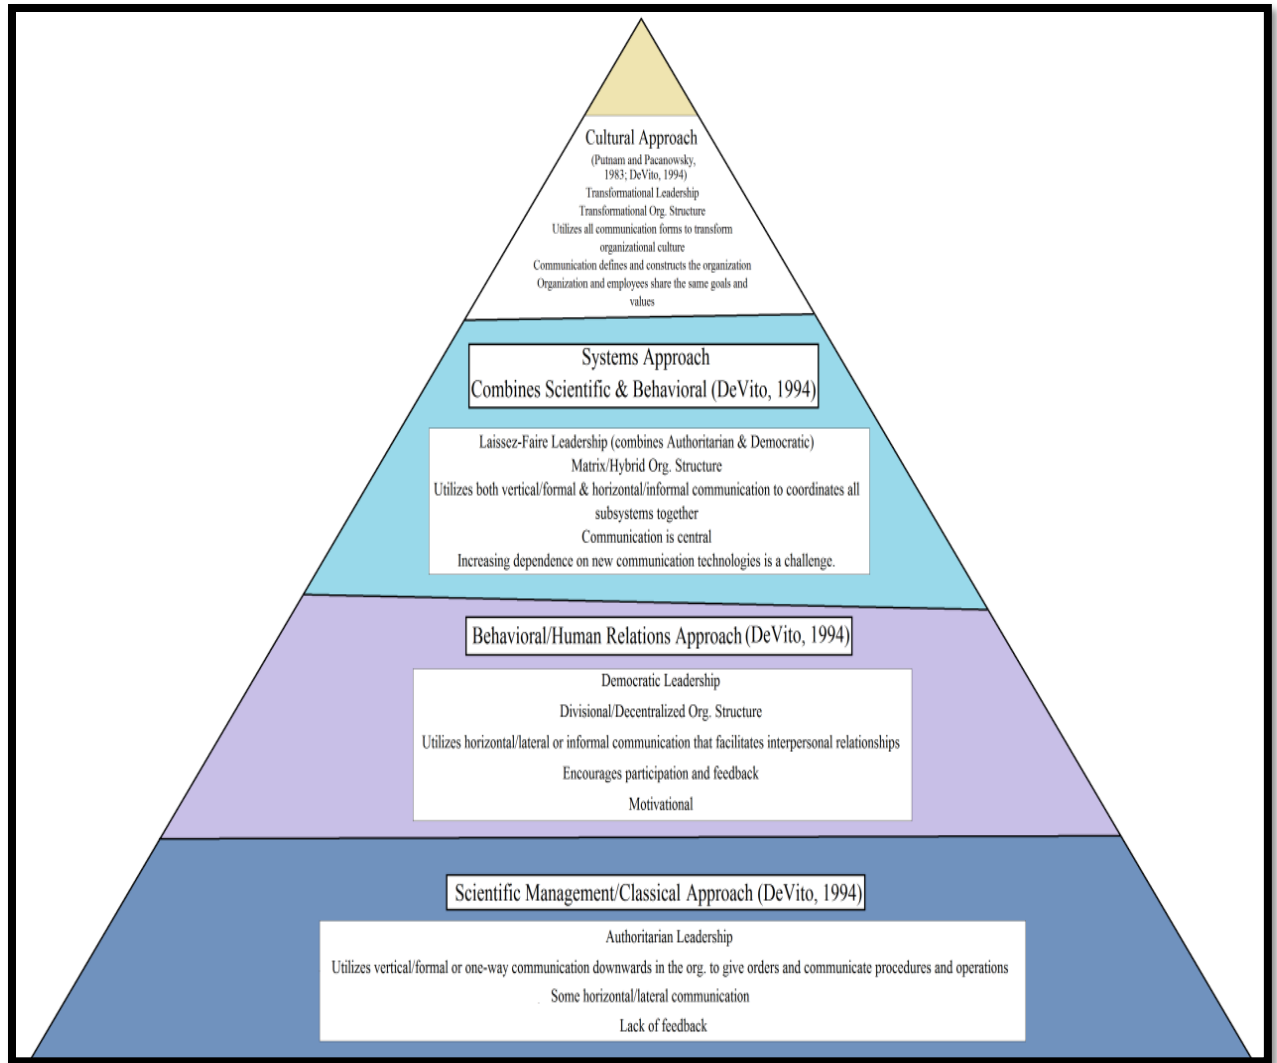 Cultural Approach
(Putnam and Pacanowsky,
1983; DeVito, 1994)
Transformational Leadership
Transformational Org. Structure
Utilizes all communication forms to transform
organizational culture
Communication defines and constructs the organization
Organization and employees share the same goals and
values
Systems Approach
Combines Scientific & Behavioral (DeVito, 1994)
Laissez-Faire Leadership (combines Authoritarian & Democratic)
Matrix/Hybrid Org. Structure
Utilizes both vertical/formal & horizontal/informal communication to coordinates all
subsystems together
Communication is central
Increasing dependence on new communication technologies is a challenge.
Behavioral/Human Relations Approach (DeVito, 1994)
Democratic Leadership
Divisional/Decentralized Org. Structure
Utilizes horizontal/lateral or informal communication that facilitates interpersonal relationships
Encourages participation and feedback
Motivational
Scientific Management/Classical Approach (DeVito, 1994)
Authoritarian Leadership
Utilizes vertical/formal or one-way communication downwards in the org. to give orders and communicate procedures and operations
Some horizontal/lateral communication
Lack of feedback